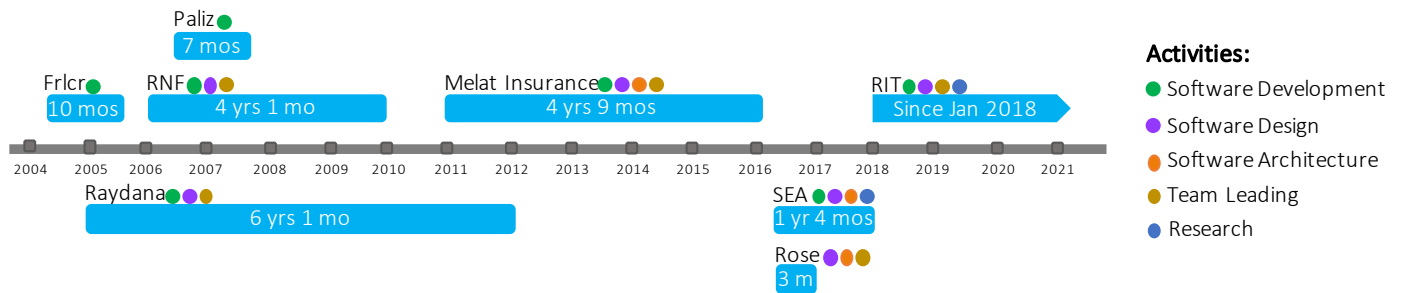 Paliz
7 mos
Frlcr
10 mos
RNF
4 yrs 1 mo
Melat Insurance
4 yrs 9 mos
RIT
Since Jan 2018
2004 2005 2006 2007 2008 2009 2010 2011 2012 2013 2014 2015 2016 2017 2018 2019 2020 2021
Raydana
6 yrs 1 mo
SEA
1 yr 4 mos
Rose
3 m
Activities:
Software Development
Software Design
Software Architecture
Team Leading
Research